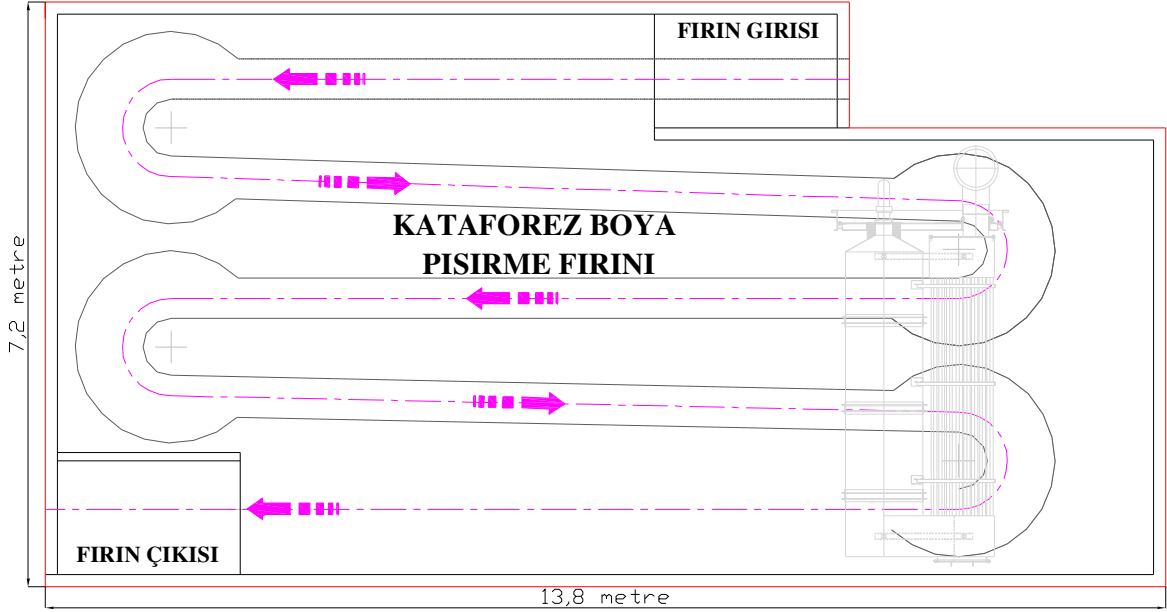 FIRIN GIRISI
KATAFOREZ BOYA
PISIRME FIRINI
7,2 metre
FIRIN ÇIKISI
13,8 metre